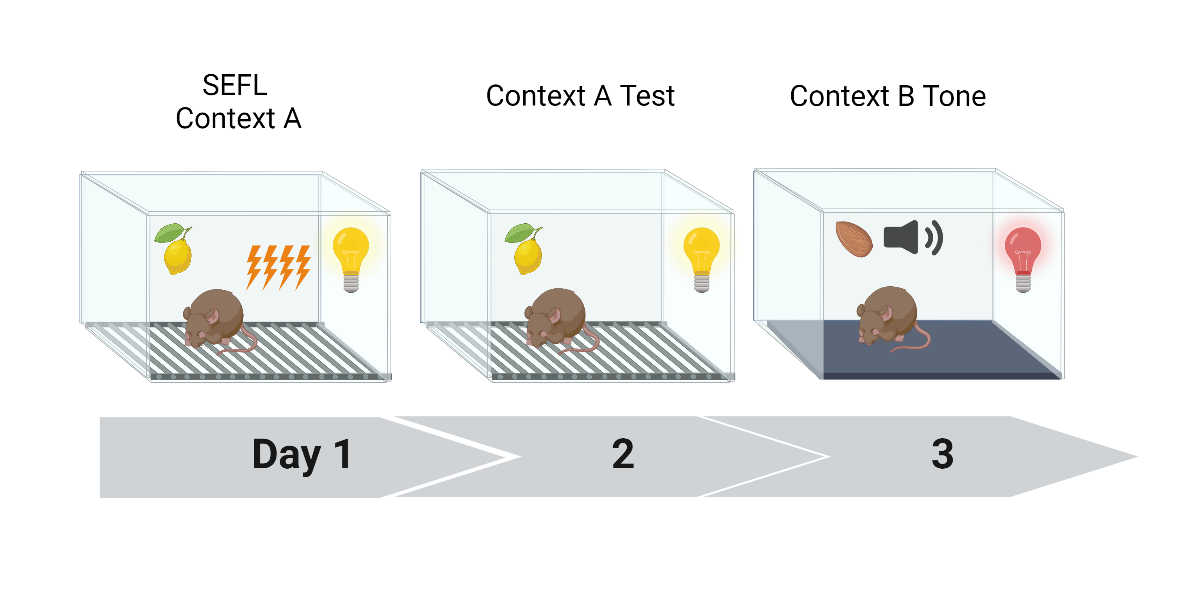 SEFL
Context A
Context A Test
Context B Tone
Day 1
2
3